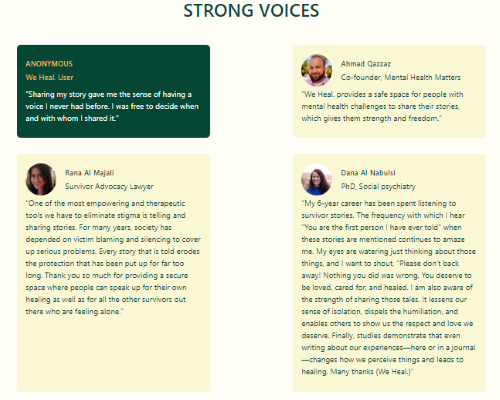 STRONG VOICES
ANONYMOUS
We Heal. User
"Sharing my story gave me the sense of having a
voice I never had before. I was free to decide when
and with whom I shared it."
Ahmad Qazzaz
Co-founder, Mental Health Matters
"We Heal. provides a safe space for people with
mental health challenges to share their stories,
which gives them strength and freedom."
Rana Al Majali
Survivor Advocacy Lawyer
"One of the most empowering and therapeutic
tools we have to eliminate stigma is telling and
sharing stories. For many years, society has
depended on victim blaming and silencing to cover
up serious problems. Every story that is told erodes
the protection that has been put up for far too
long. Thank you so much for providing a secure
space where people can speak up for their own
healing as well as for all the other survivors out
there who are feeling alone."
Dana Al Nabulsi
PhD, Social psychiatry
"My 6-year career has been spent listening to
survivor stories. The frequency with which I hear
"You are the first person I have ever told" when
these stories are mentioned continues to amaze
me. My eyes are watering just thinking about those
things, and I want to shout, "Please don't back
away! Nothing you did was wrong. You deserve to
be loved, cared for, and healed. I am also aware of
the strength of sharing those tales. It lessens our
sense of isolation, dispels the humiliation, and
enables others to show us the respect and love we
deserve. Finally, studies demonstrate that even
writing about our experiences—here or in a journal
—changes how we perceive things and leads to
healing. Many thanks (We Heal.)"